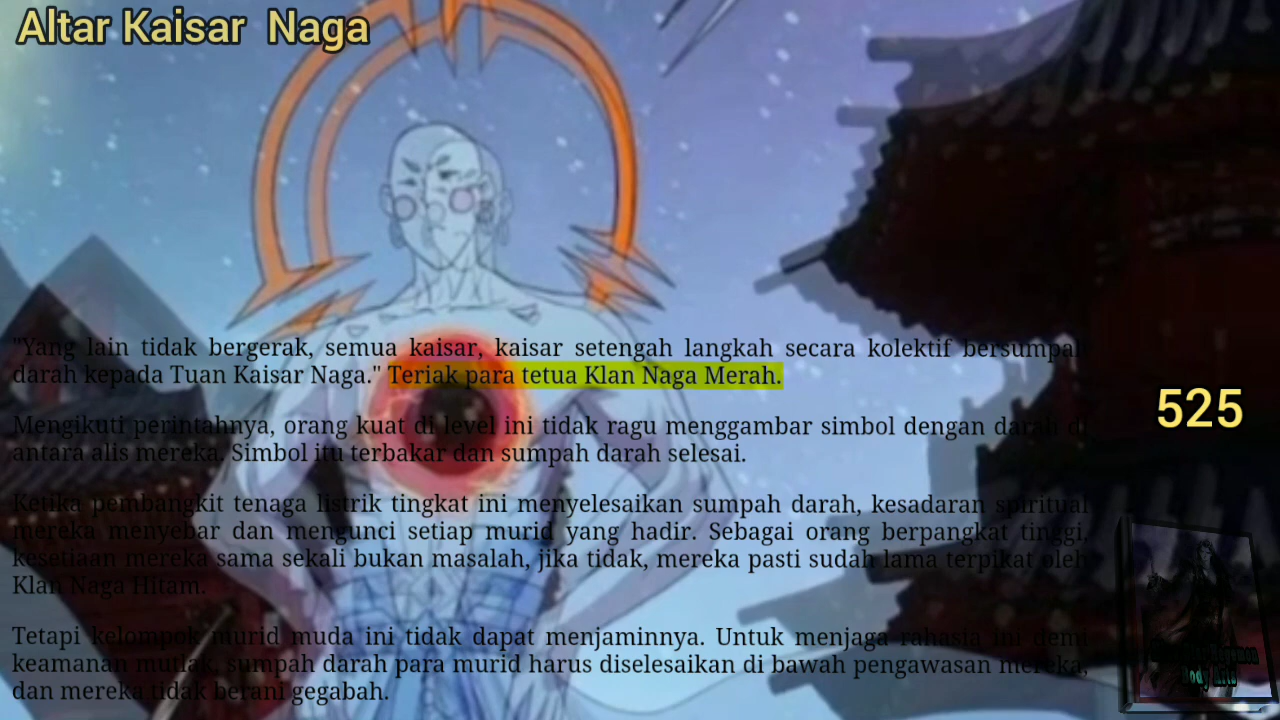 Altar Kaisar Naga
"Yang lain tidak bergerak, semua kaisar, kaisar setengah langkah secara kolektif bersumpah
darah kepada Tuan Kaisar Naga." Teriak para tetua Klan Naga Merah.
525
Mengikuti perintahnya, orang kuat di level ini tidak ragu menggambar simbol dengan darah di
antara alis mereka. Simbol itu terbakar dan sumpah darah selesai.
Ketika pembangkit tenaga listrik tingkat ini menyelesaikan sumpah darah, kesadaran spiritual
mereka menyebar dan mengunci setiap murid yang hadir. Sebagai orang berpangkat tinggi,
kesetiaan mereka sama sekali bukan masalah, jika tidak, mereka pasti sudah lama terpikat oleh
Klan Naga Hitam.
Tetapi kelompok murid muda ini tidak dapat menjaminnya. Untuk menjaga rahasia ini demi
keamanan mutlak, sumpah darah para murid harus diselesaikan di bawah pengawasan mereka,
dan mereka tidak berani gegabah.